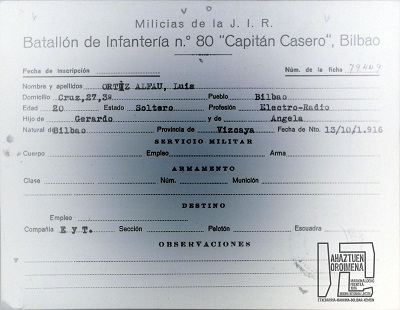 Milicias de la J. I. R.
Batallón de Infantería n.° 80 "Capitán Casero", Bilbao
Fecha de inscripción Núm. de la ficha 79449
Nombre y apellidos ORTIZ ALFAU, Luis
Domicilio Cruz,27,3º Pueblo Bilbao
Edad 20 Estado Soltero Profesión Electro-Radio
Hijo de Gerardo y de Angela
Natural de Bilbao Provincia de Vizcaya Fecha de Nto. 13/10/1.916
SERVICIO MILITAR
Cuerpo Empleo Arma
ARMAMENTO
Clase Núm. Munición
DESTINO
Empleo
Compañía E y T. Sección Pelotón Escuadra
OBSERVACIONES
AHAZTUEN
OROIMENA